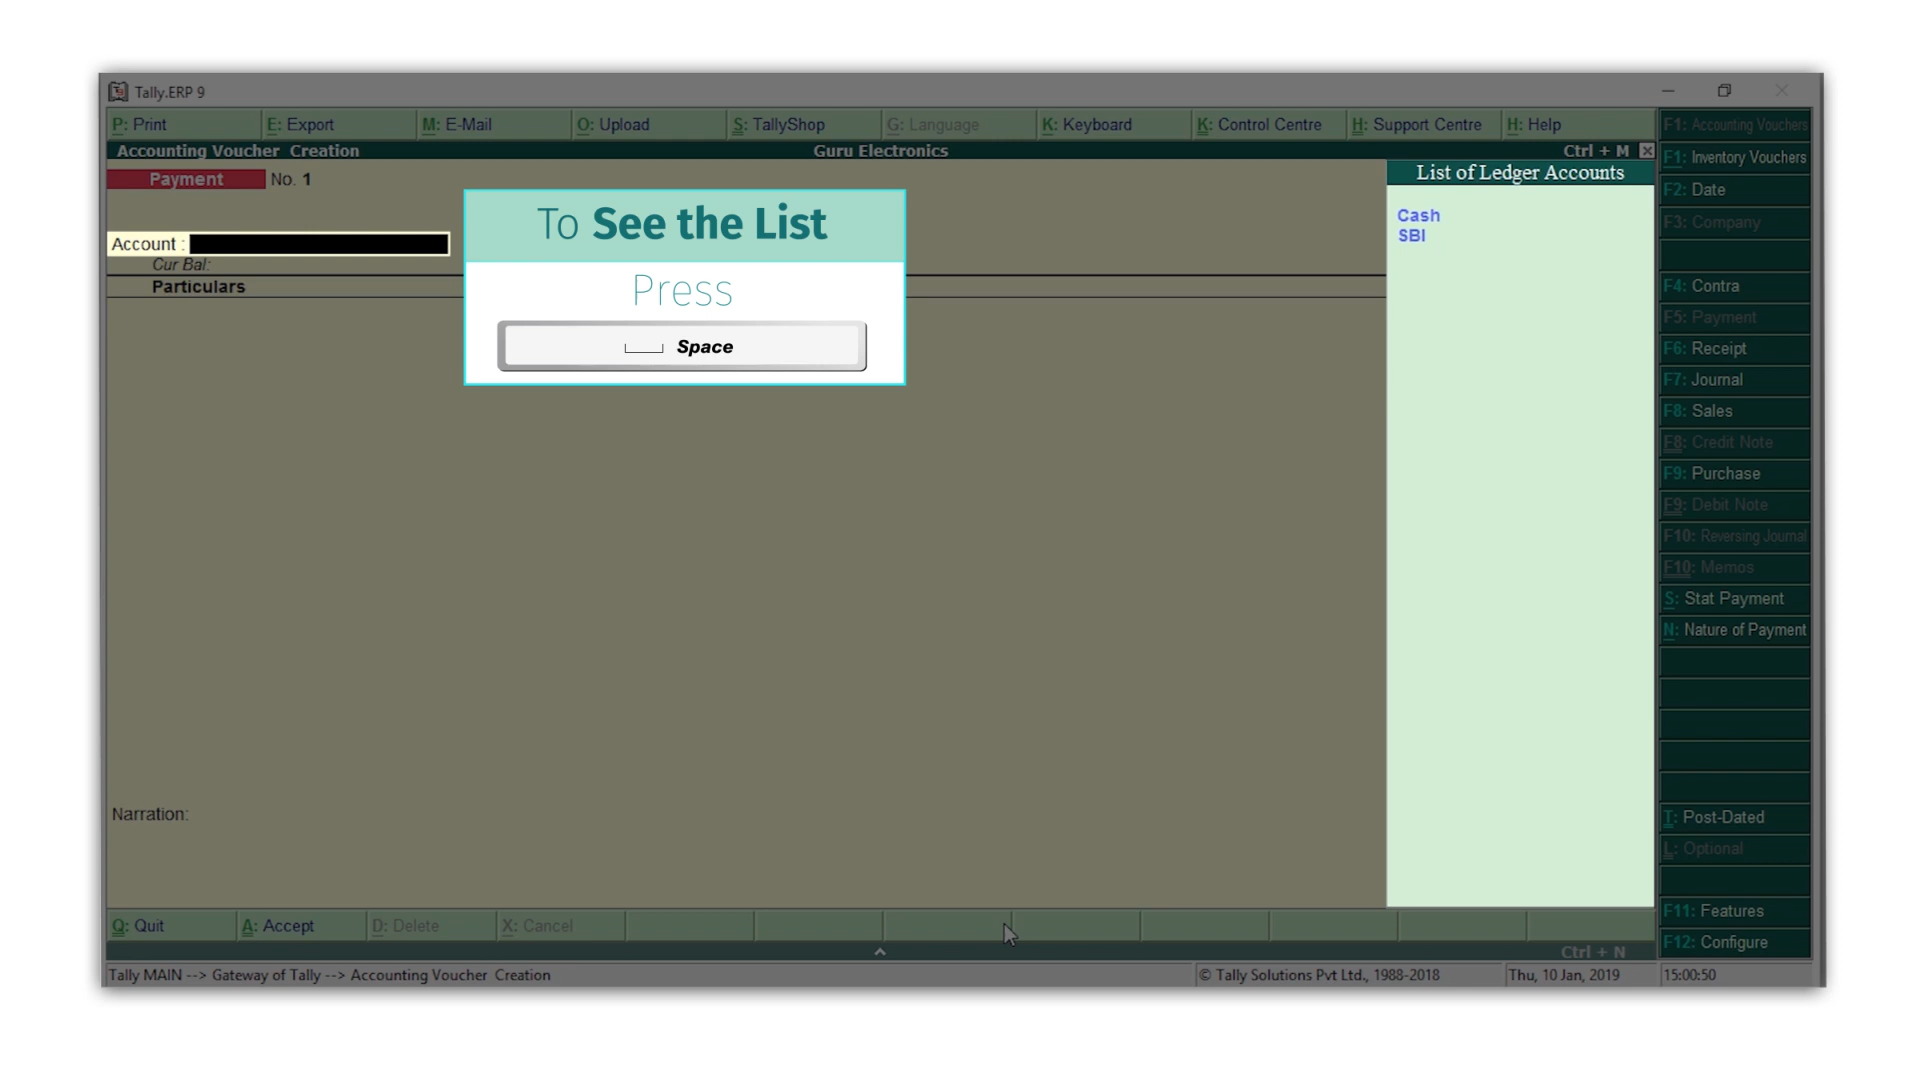 Tally.ERP 9
P: Print
E: Export
M: E-Mail
O: Upload
S: TallyShop
G: Language
K: Keyboard
K: Control Centre
H: Support Centre
H: Help
Accounting Voucher Creation
Guru Electronics
Ctrl + M
Payment No. 1
Account :
Cur Bal:
Particulars
To See the List
Press
Space
List of Ledger Accounts
Cash
SBI
Narration:
F1: Accounting Vouchers
F1: Inventory Vouchers
F2: Date
F3: Company
F4: Contra
F5: Payment
F6: Receipt
F7: Journal
F8: Sales
F8: Credit Note
F9: Purchase
F9: Debit Note
F10: Reversing Journal
F10: Memos
S: Stat Payment
N: Nature of Payment
T: Post-Dated
L: Optional
F11: Features
F12: Configure
Q: Quit
A: Accept
D: Delete
X: Cancel
Ctrl + N
Tally MAIN --> Gateway of Tally --> Accounting Voucher Creation
© Tally Solutions Pvt Ltd., 1988-2018
Thu, 10 Jan, 2019
15:00:50